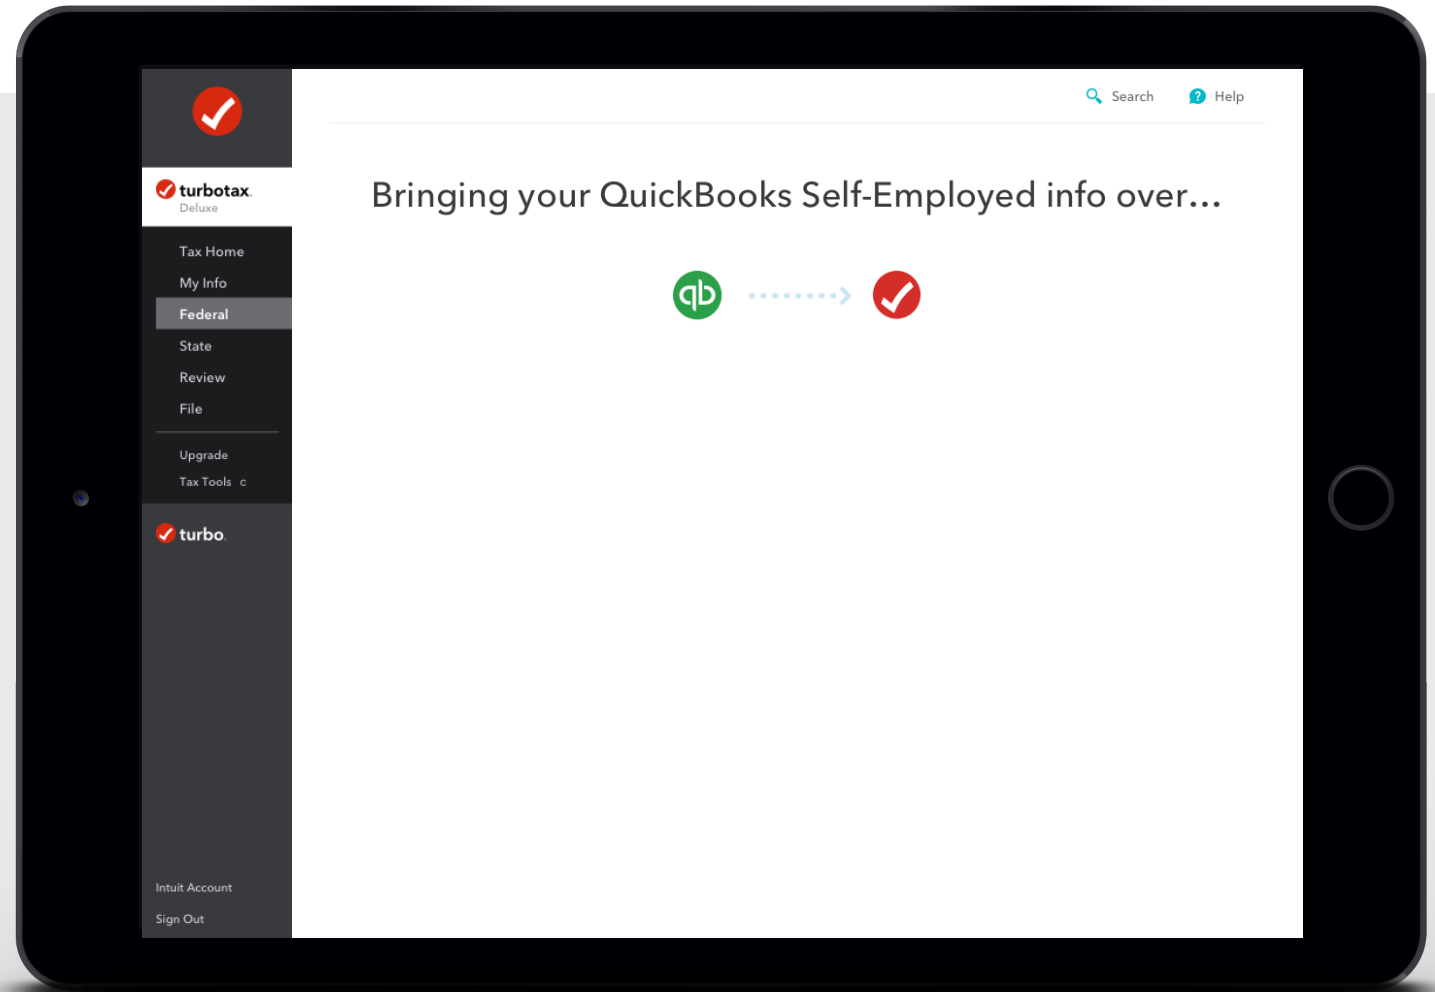 Search
Help
turbotax.
Deluxe
Bringing your QuickBooks Self-Employed info over...
qb
Tax Home
My Info
Federal
State
Review
File
Upgrade
Tax Tools c
turbo.
Intuit Account
Sign Out